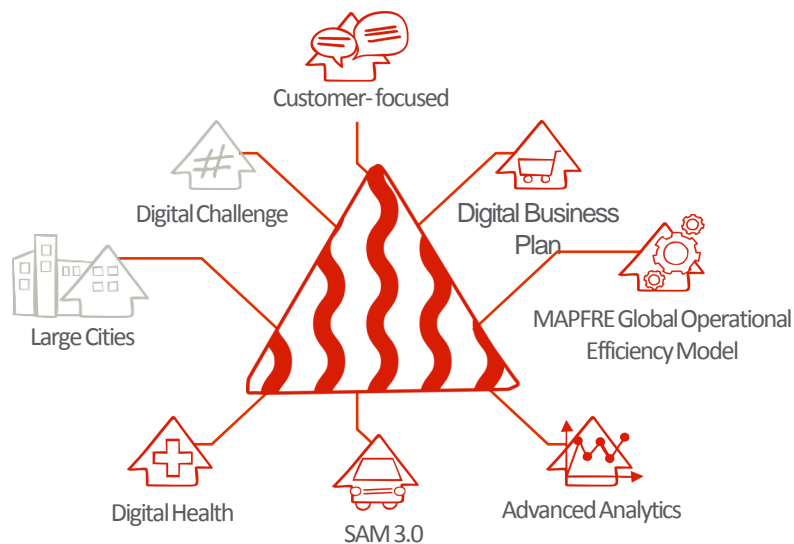 Customer-focused
#
Digital Challenge
Digital Business
Plan
Large Cities
MAPFRE Global Operational
Efficiency Model
Digital Health
SAM 3.0
Advanced Analytics